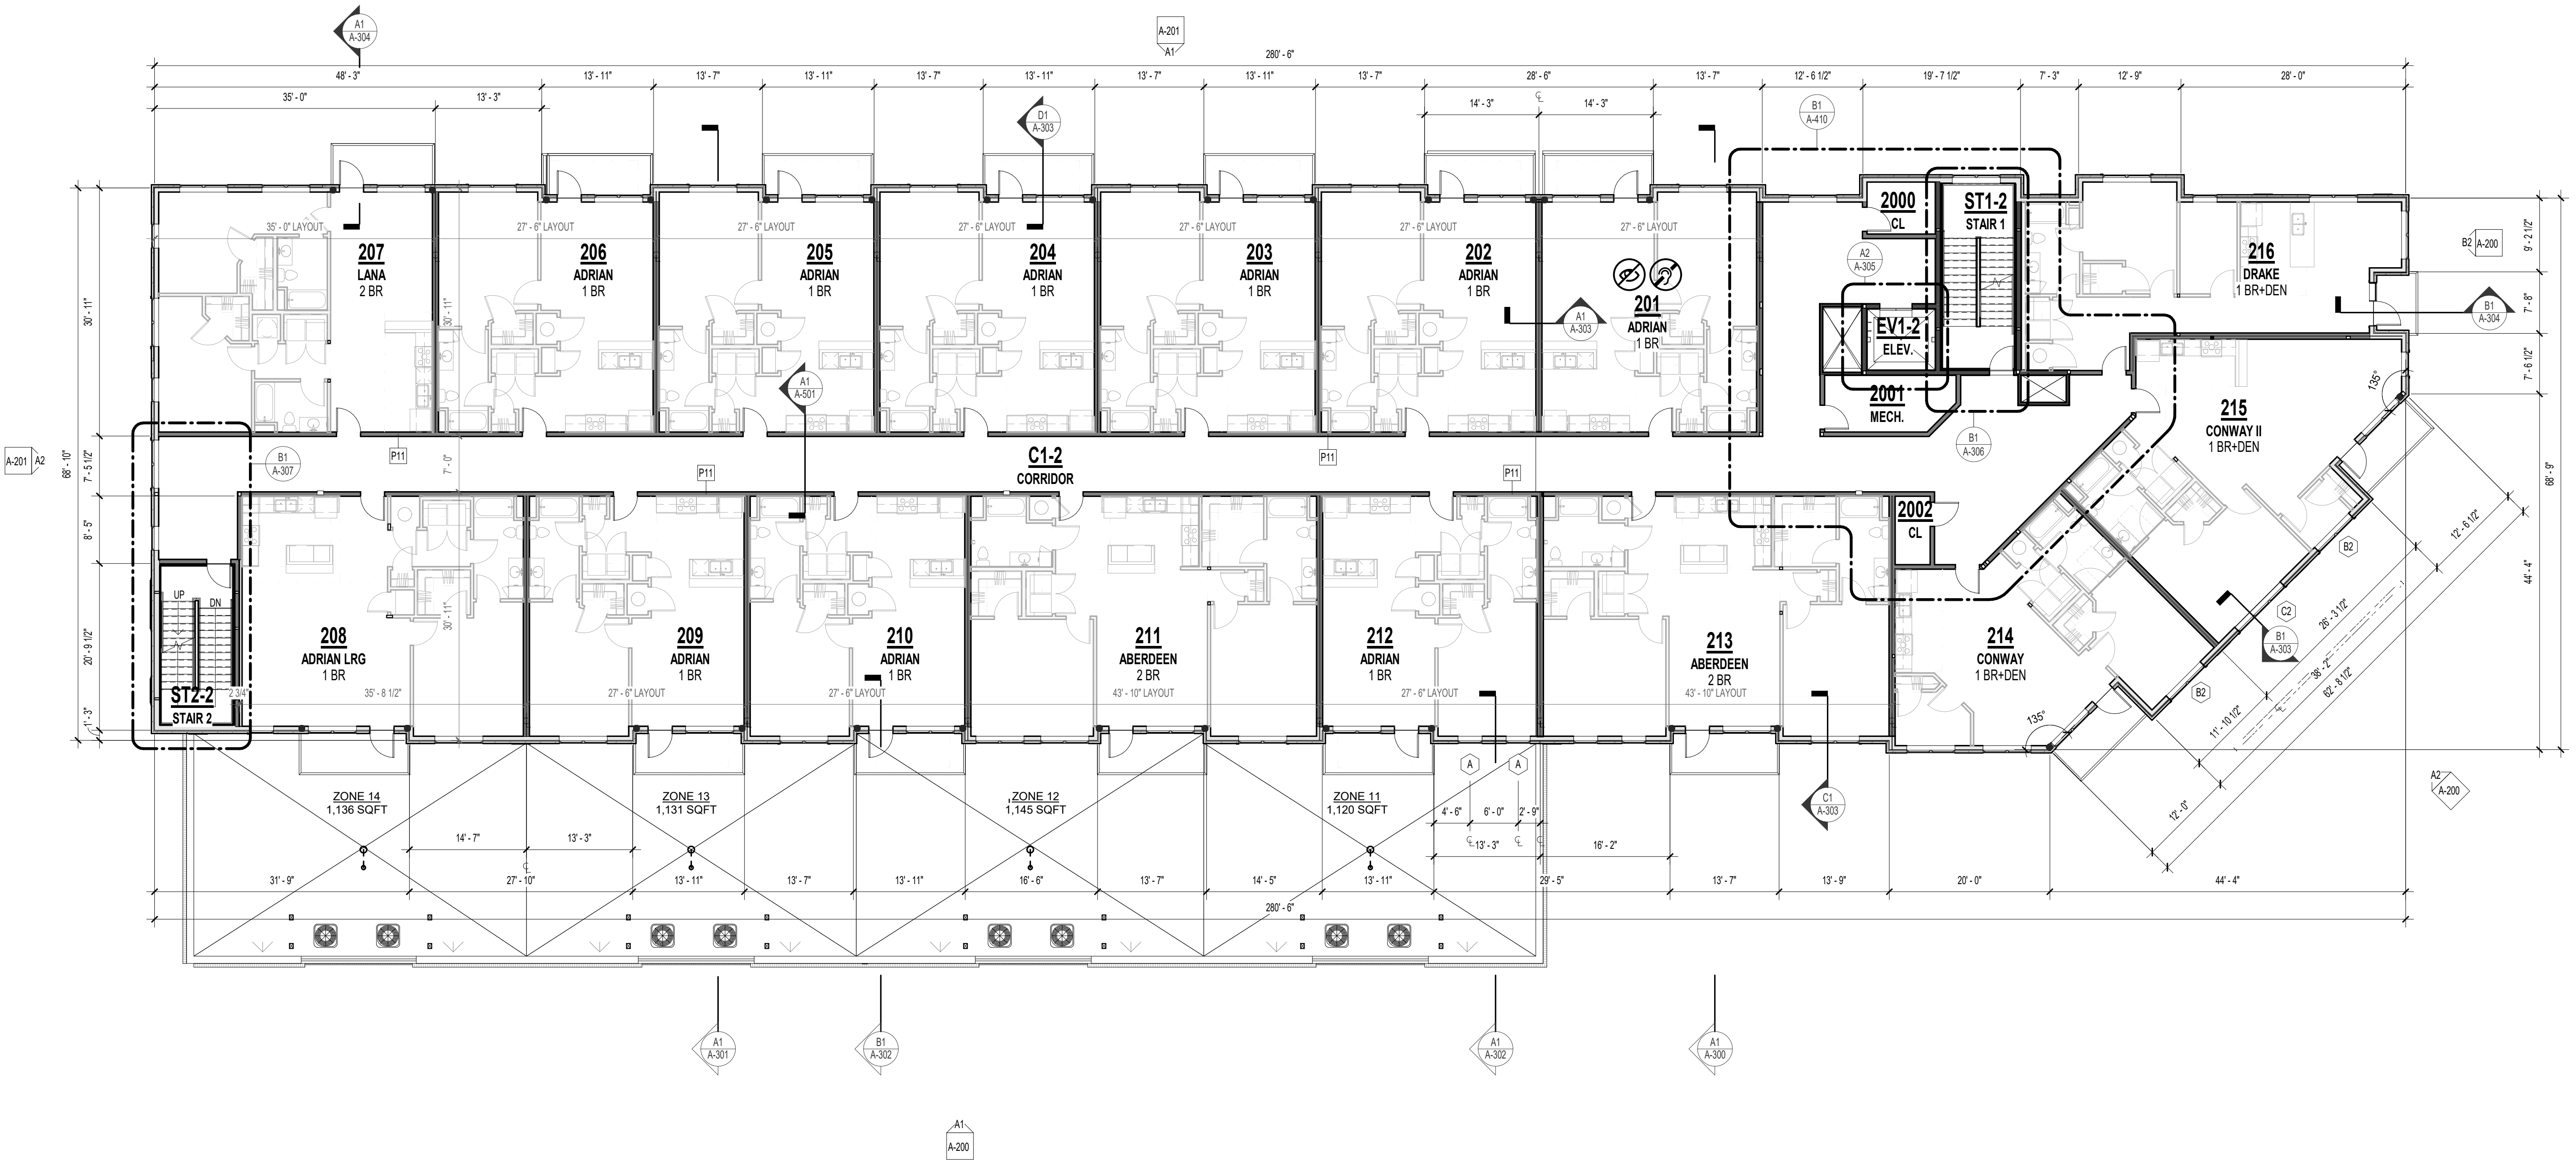 A1
A-304
A-201
A1
280' - 6"
48' - 3"
13' - 11"
13' - 7"
13' - 11"
13' - 7"
13' - 11"
13' - 7"
13' - 11"
13' - 7"
28' - 6"
13' - 7"
12' - 6 1/2"
19' - 7 1/2"
7' - 3"
12' - 9"
28' - 0"
35' - 0"
13' - 3"
14' - 3"
14' - 3"
B1
A-410
D1
A-303
2000
CL
ST1-2
STAIR 1
35' - 0" LAYOUT
27' - 6" LAYOUT
27' - 6" LAYOUT
27' - 6" LAYOUT
27' - 6" LAYOUT
27' - 6" LAYOUT
207
LANA
2 BR
206
ADRIAN
1 BR
205
ADRIAN
1 BR
204
ADRIAN
1 BR
203
ADRIAN
1 BR
202
ADRIAN
1 BR
201
ADRIAN
1 BR
A2
A-305
216
DRAKE
1 BR+DEN
B2
A-200
9' - 2 1/2"
7' - 8"
7' - 6 1/2"
A1
A-303
B1
A-304
EV1-2
ELEV.
30' - 11"
30' - 11"
A1
A-501
2001
MECH.
135°
215
CONWAY II
1 BR+DEN
B1
A-306
A-201
A2
B1
A-307
P11
P11
P11
P11
C1-2
CORRIDOR
68' - 10"
7' - 5 1/2"
7' - 0"
68' - 9"
44' - 4"
8' - 5"
20' - 9 1/2"
1' - 3"
2002
CL
12' - 6 1/2"
B2
C2
B2
26' - 3 1/2"
38' - 2"
62' - 8 1/2"
11' - 10 1/2"
12' - 0"
B1
A-303
UP
DN
30' - 11"
208
ADRIAN LRG
1 BR
209
ADRIAN
1 BR
210
ADRIAN
1 BR
211
ABERDEEN
2 BR
212
ADRIAN
1 BR
213
ABERDEEN
2 BR
214
CONWAY
1 BR+DEN
ST2-2
STAIR 2
2 3/4"
35' - 8 1/2"
27' - 6" LAYOUT
27' - 6" LAYOUT
43' - 10" LAYOUT
27' - 6" LAYOUT
43' - 10" LAYOUT
135°
A
A
A2
A-200
ZONE 14
1,136 SQFT
ZONE 13
1,131 SQFT
ZONE 12
1,145 SQFT
ZONE 11
1,120 SQFT
C1
A-303
4' - 6"
6' - 0"
2' - 9"
14' - 7"
13' - 3"
13' - 3"
16' - 2"
31' - 9"
27' - 10"
13' - 11"
13' - 7"
13' - 11"
16' - 6"
13' - 7"
14' - 5"
13' - 11"
29' - 5"
13' - 7"
13' - 9"
20' - 0"
44' - 4"
280' - 6"
A1
A-301
B1
A-302
A1
A-302
A1
A-300
A1
A-200